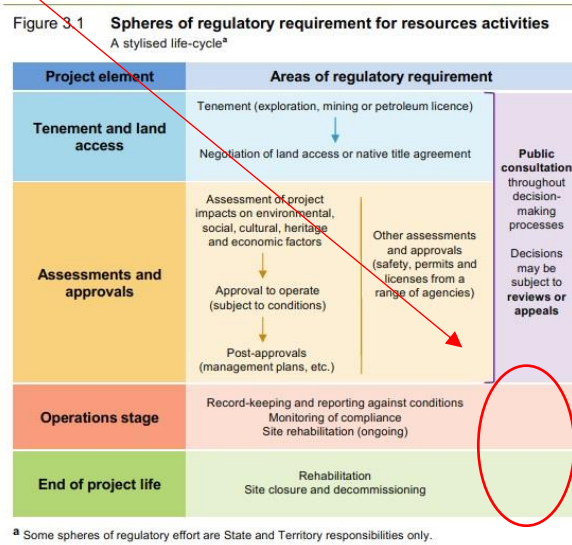 Figure 3.1 Spheres of regulatory requirement for resources activities
A stylised life-cycleᵃ
Project element
Areas of regulatory requirement
Tenement and land
access
Tenement (exploration, mining or petroleum licence)
Negotiation of land access or native title agreement
Assessments and
approvals
Assessment of project
impacts on environmental,
social, cultural, heritage
and economic factors
Approval to operate
(subject to conditions)
Post-approvals
(management plans, etc.)
Other assessments
and approvals
(safety, permits and
licenses from a
range of agencies)
Public
consultation
throughout
decision-
making
processes
Decisions
may be
subject to
reviews or
appeals
Operations stage
Record-keeping and reporting against conditions
Monitoring of compliance
Site rehabilitation (ongoing)
End of project life
Rehabilitation
Site closure and decommissioning
ᵃ Some spheres of regulatory effort are State and Territory responsibilities only.